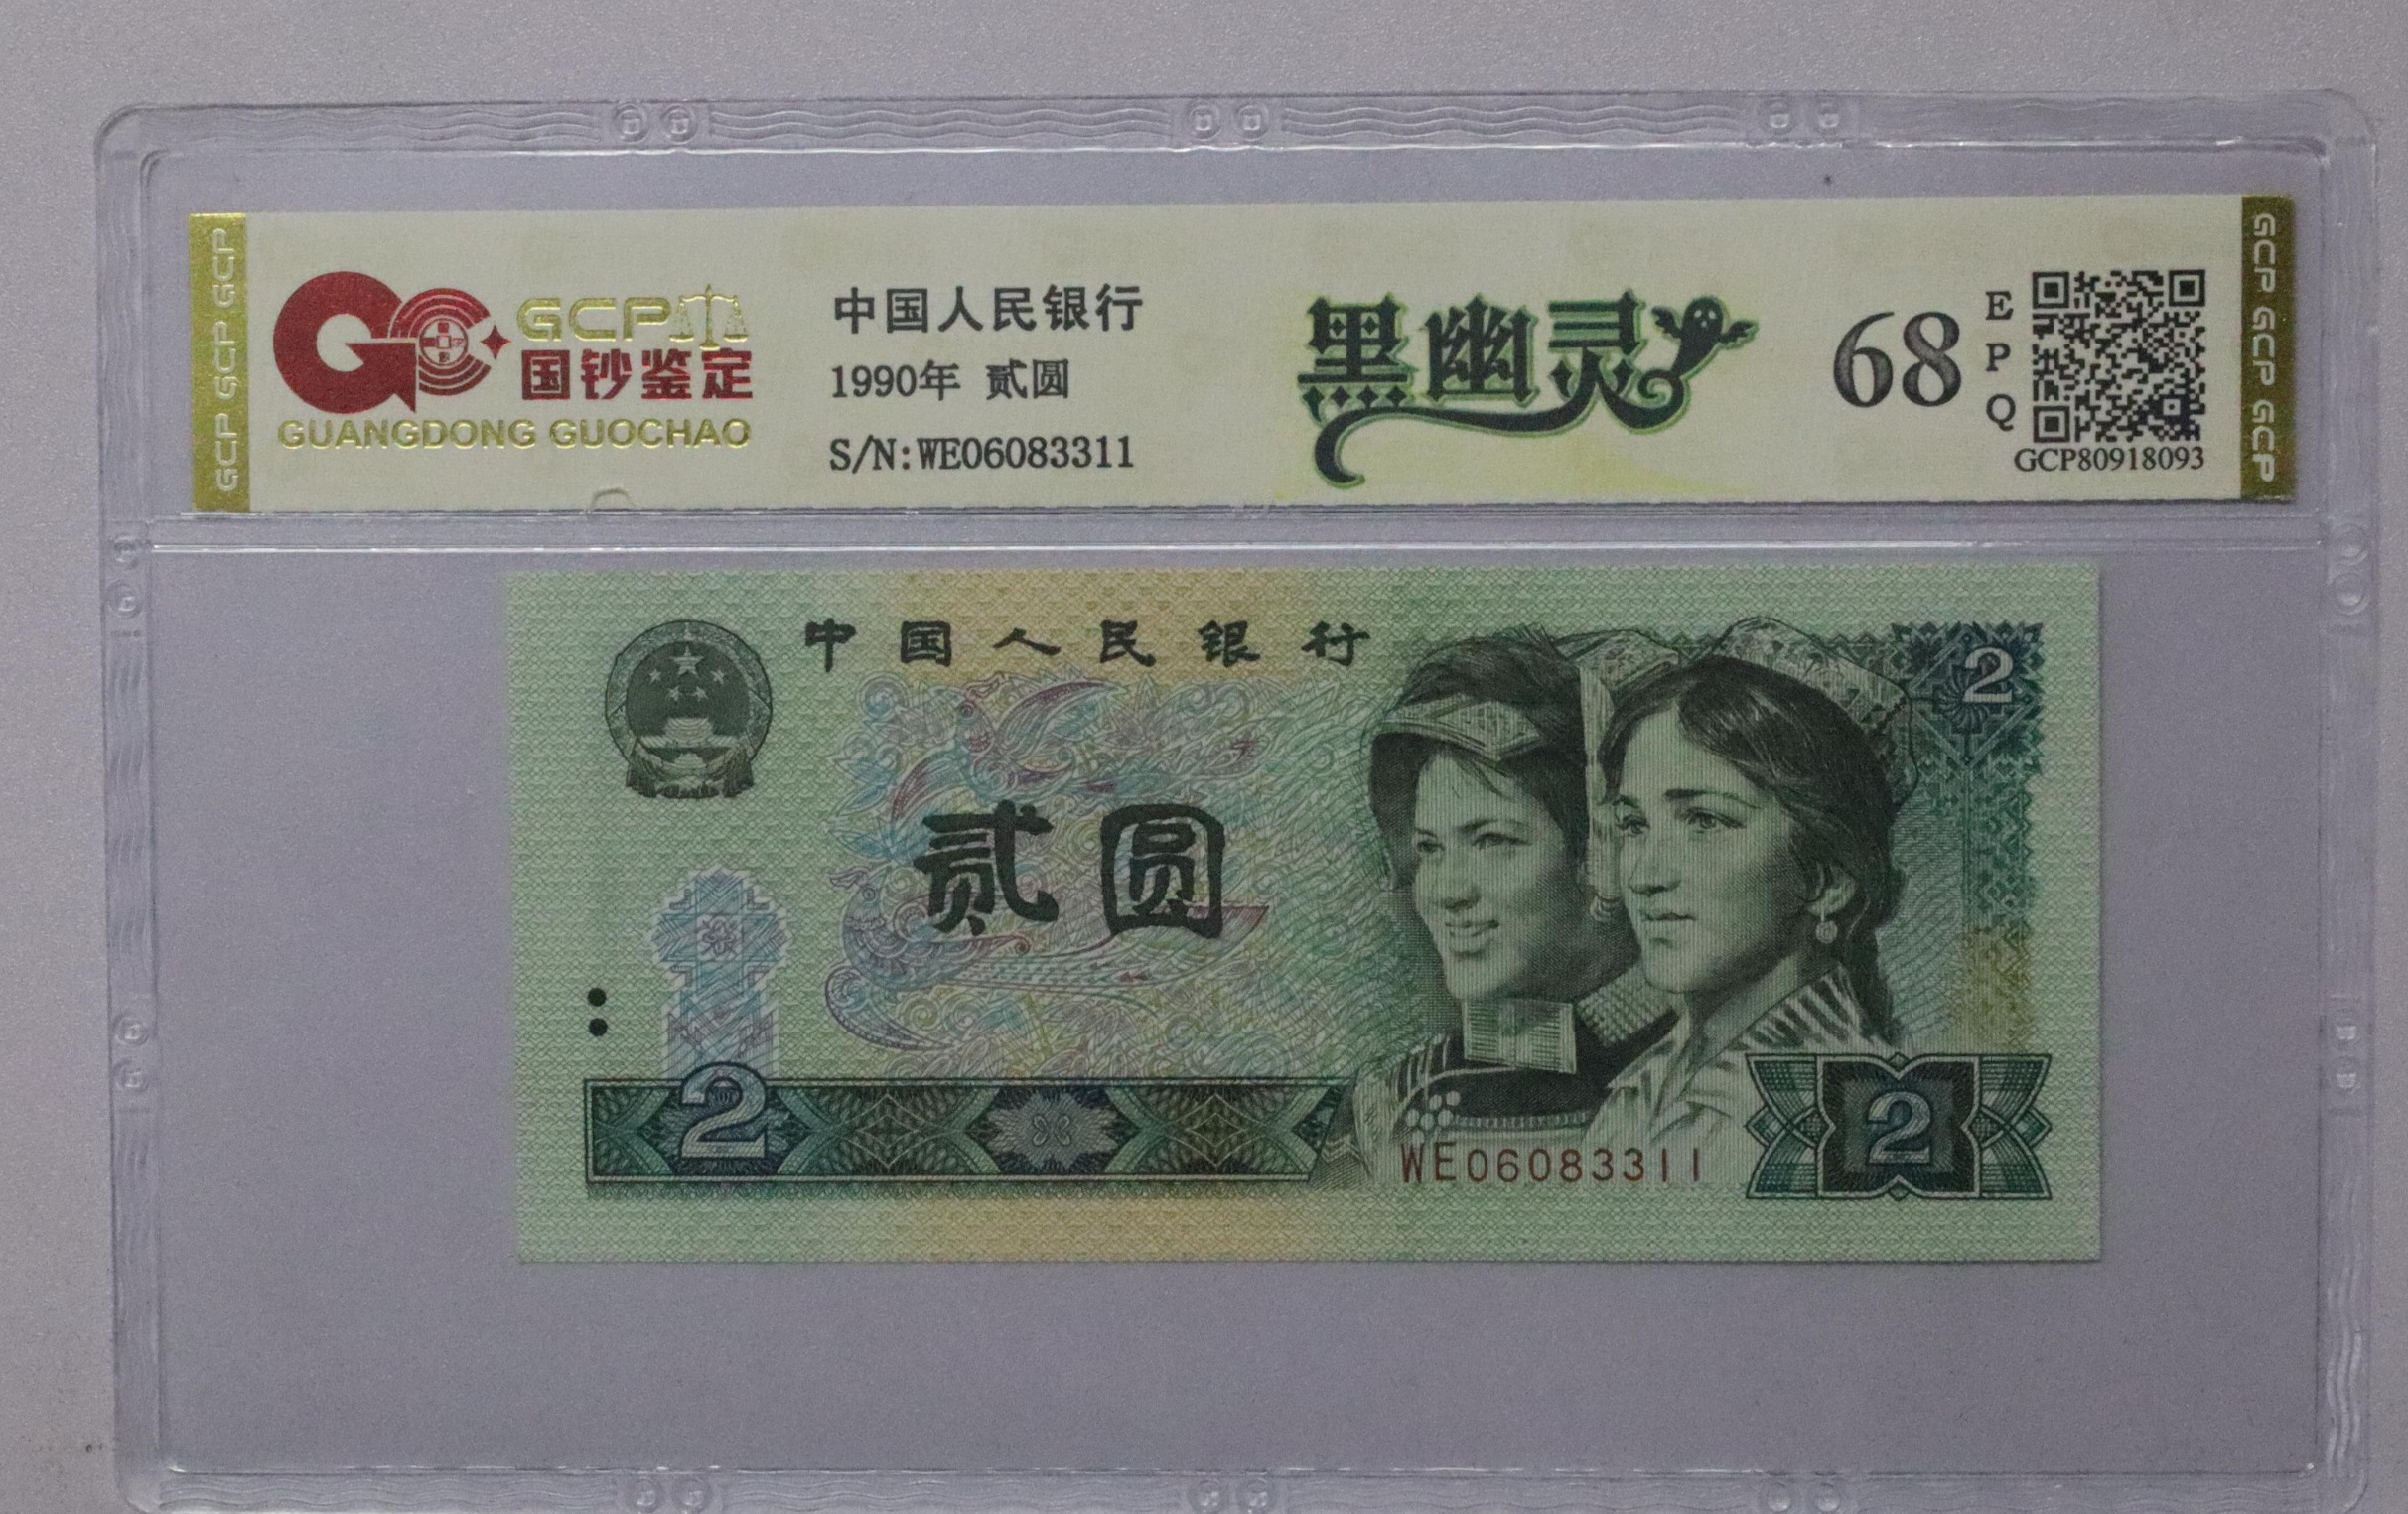 GCP GCP GCP
GCP
国钞鉴定
GUANGDONG GUOCHAO
中国人民银行
1990年 贰圆
S/N:WE06083311
黑幽灵
68
EPQ
GCP80918093
GCP GCP GCP
中国人民银行
2
贰圆
2
WE06083311
2